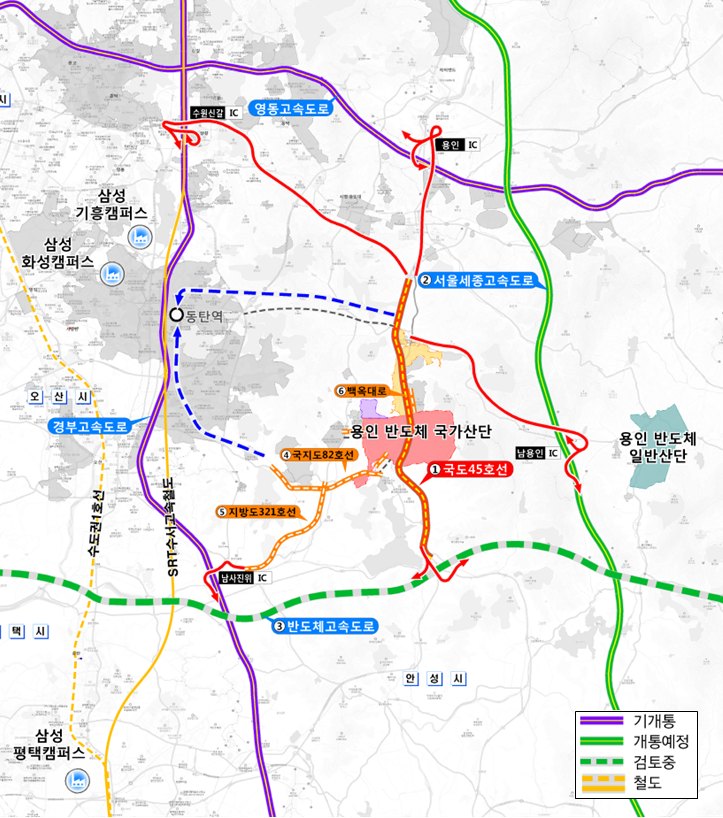 시
수원신갈 IC
영동고속도로
용인 IC
삼성
기흥캠퍼스
삼성
화성캠퍼스
② 서울세종고속도로
동탄역
⑥ 백옥대로
오 산 시
경부고속도로
용인 반도체 국가산단
용인 반도체
일반산단
남용인 IC
④ 국지도82호선
① 국도45호선
수도권1호선
SRT수서고속철도
⑤ 지방도321호선
남사진위 IC
③ 반도체고속도로
택 시
안 성 시
삼성
평택캠퍼스
기개통
개통예정
검토중
철도